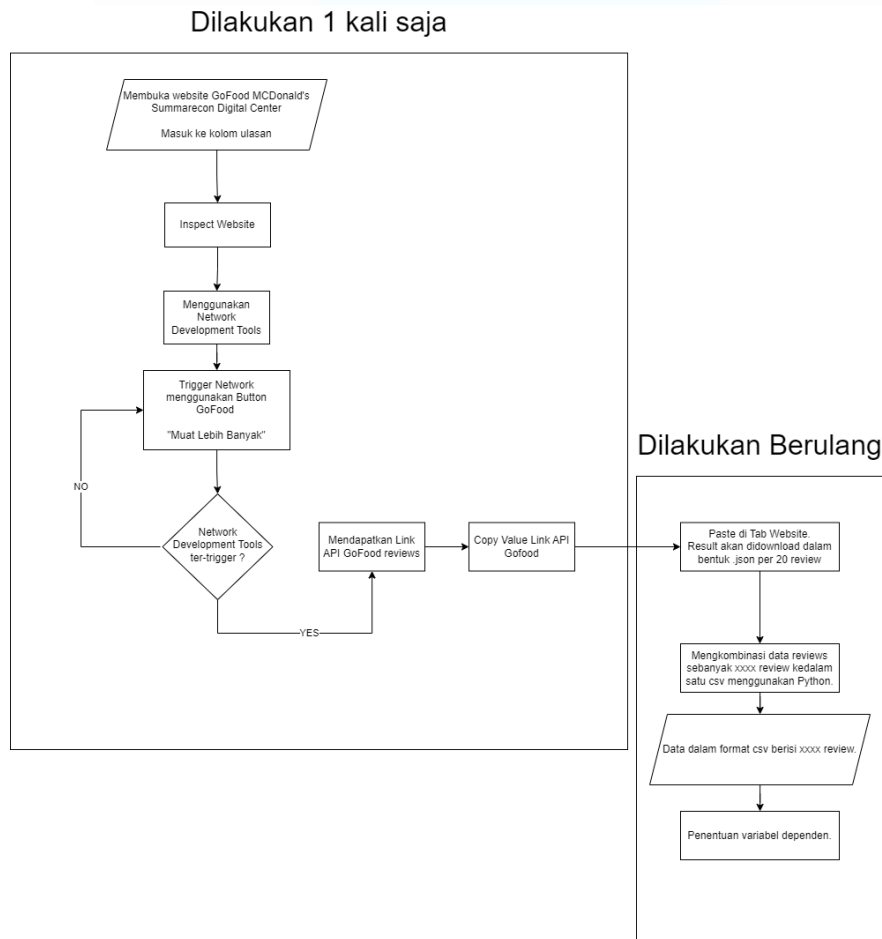 Dilakukan 1 kali saja
Membuka website GoFood MCDonald's
Summarecon Digital Center
Masuk ke kolom ulasan
Inspect Website
Menggunakan
Network
Development Tools
Trigger Network
menggunakan Button
GoFood
"Muat Lebih Banyak"
NO
Network
Development Tools
ter-trigger ?
YES
Mendapatkan Link
API GoFood reviews
Copy Value Link API
Gofood
Dilakukan Berulang
Paste di Tab Website.
Result akan didownload dalam
bentuk .json per 20 review
Mengkombinasi data reviews
sebanyak xxxx review kedalam
satu csv menggunakan Python.
Data dalam format csv berisi xxxx review.
Penentuan variabel dependen.